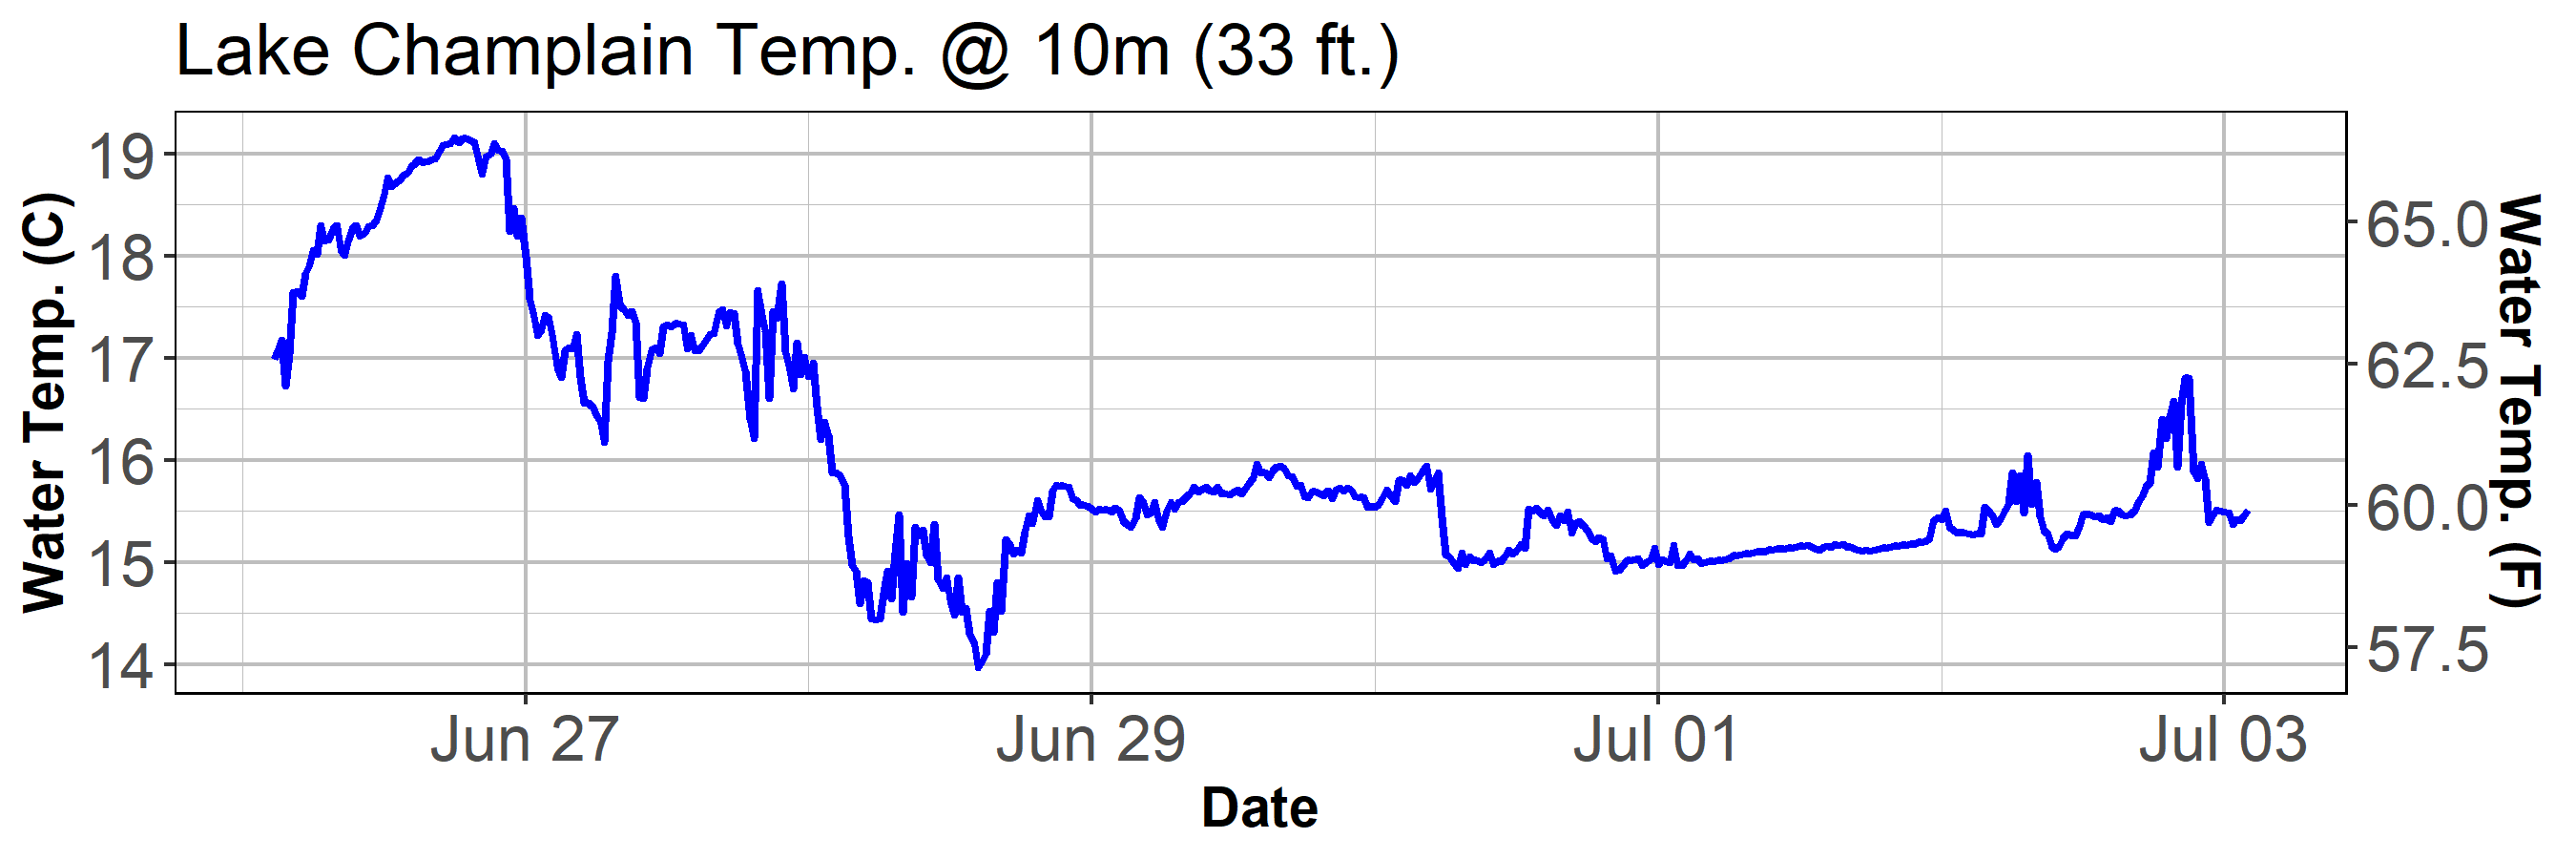 Lake Champlain Temp. @ 10m (33 ft.)
Water Temp. (C)
19
18
17
16
15
14
65.0
62.5
60.0
57.5
Water Temp. (F)
Jun 27
Jun 29
Jul 01
Jul 03
Date